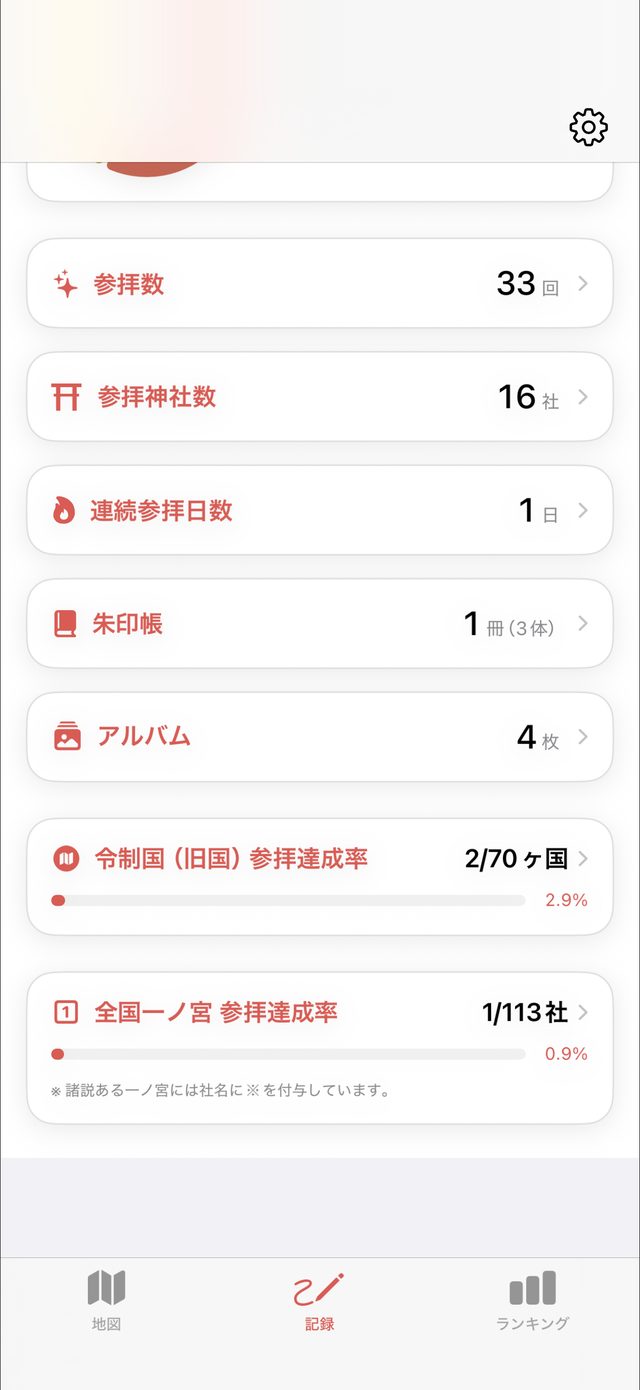 参拝数 33 回
参拝神社数 16 社
連続参拝日数 1 日
朱印帳 1 冊(3体)
アルバム 4 枚
令制国(旧国)参拝達成率 2/70 ヶ国
2.9%
1 全国一ノ宮 参拝達成率 1/113 社
0.9%
※ 諸説ある一ノ宮には社名に ※ を付与しています。
地図 記録 ランキング